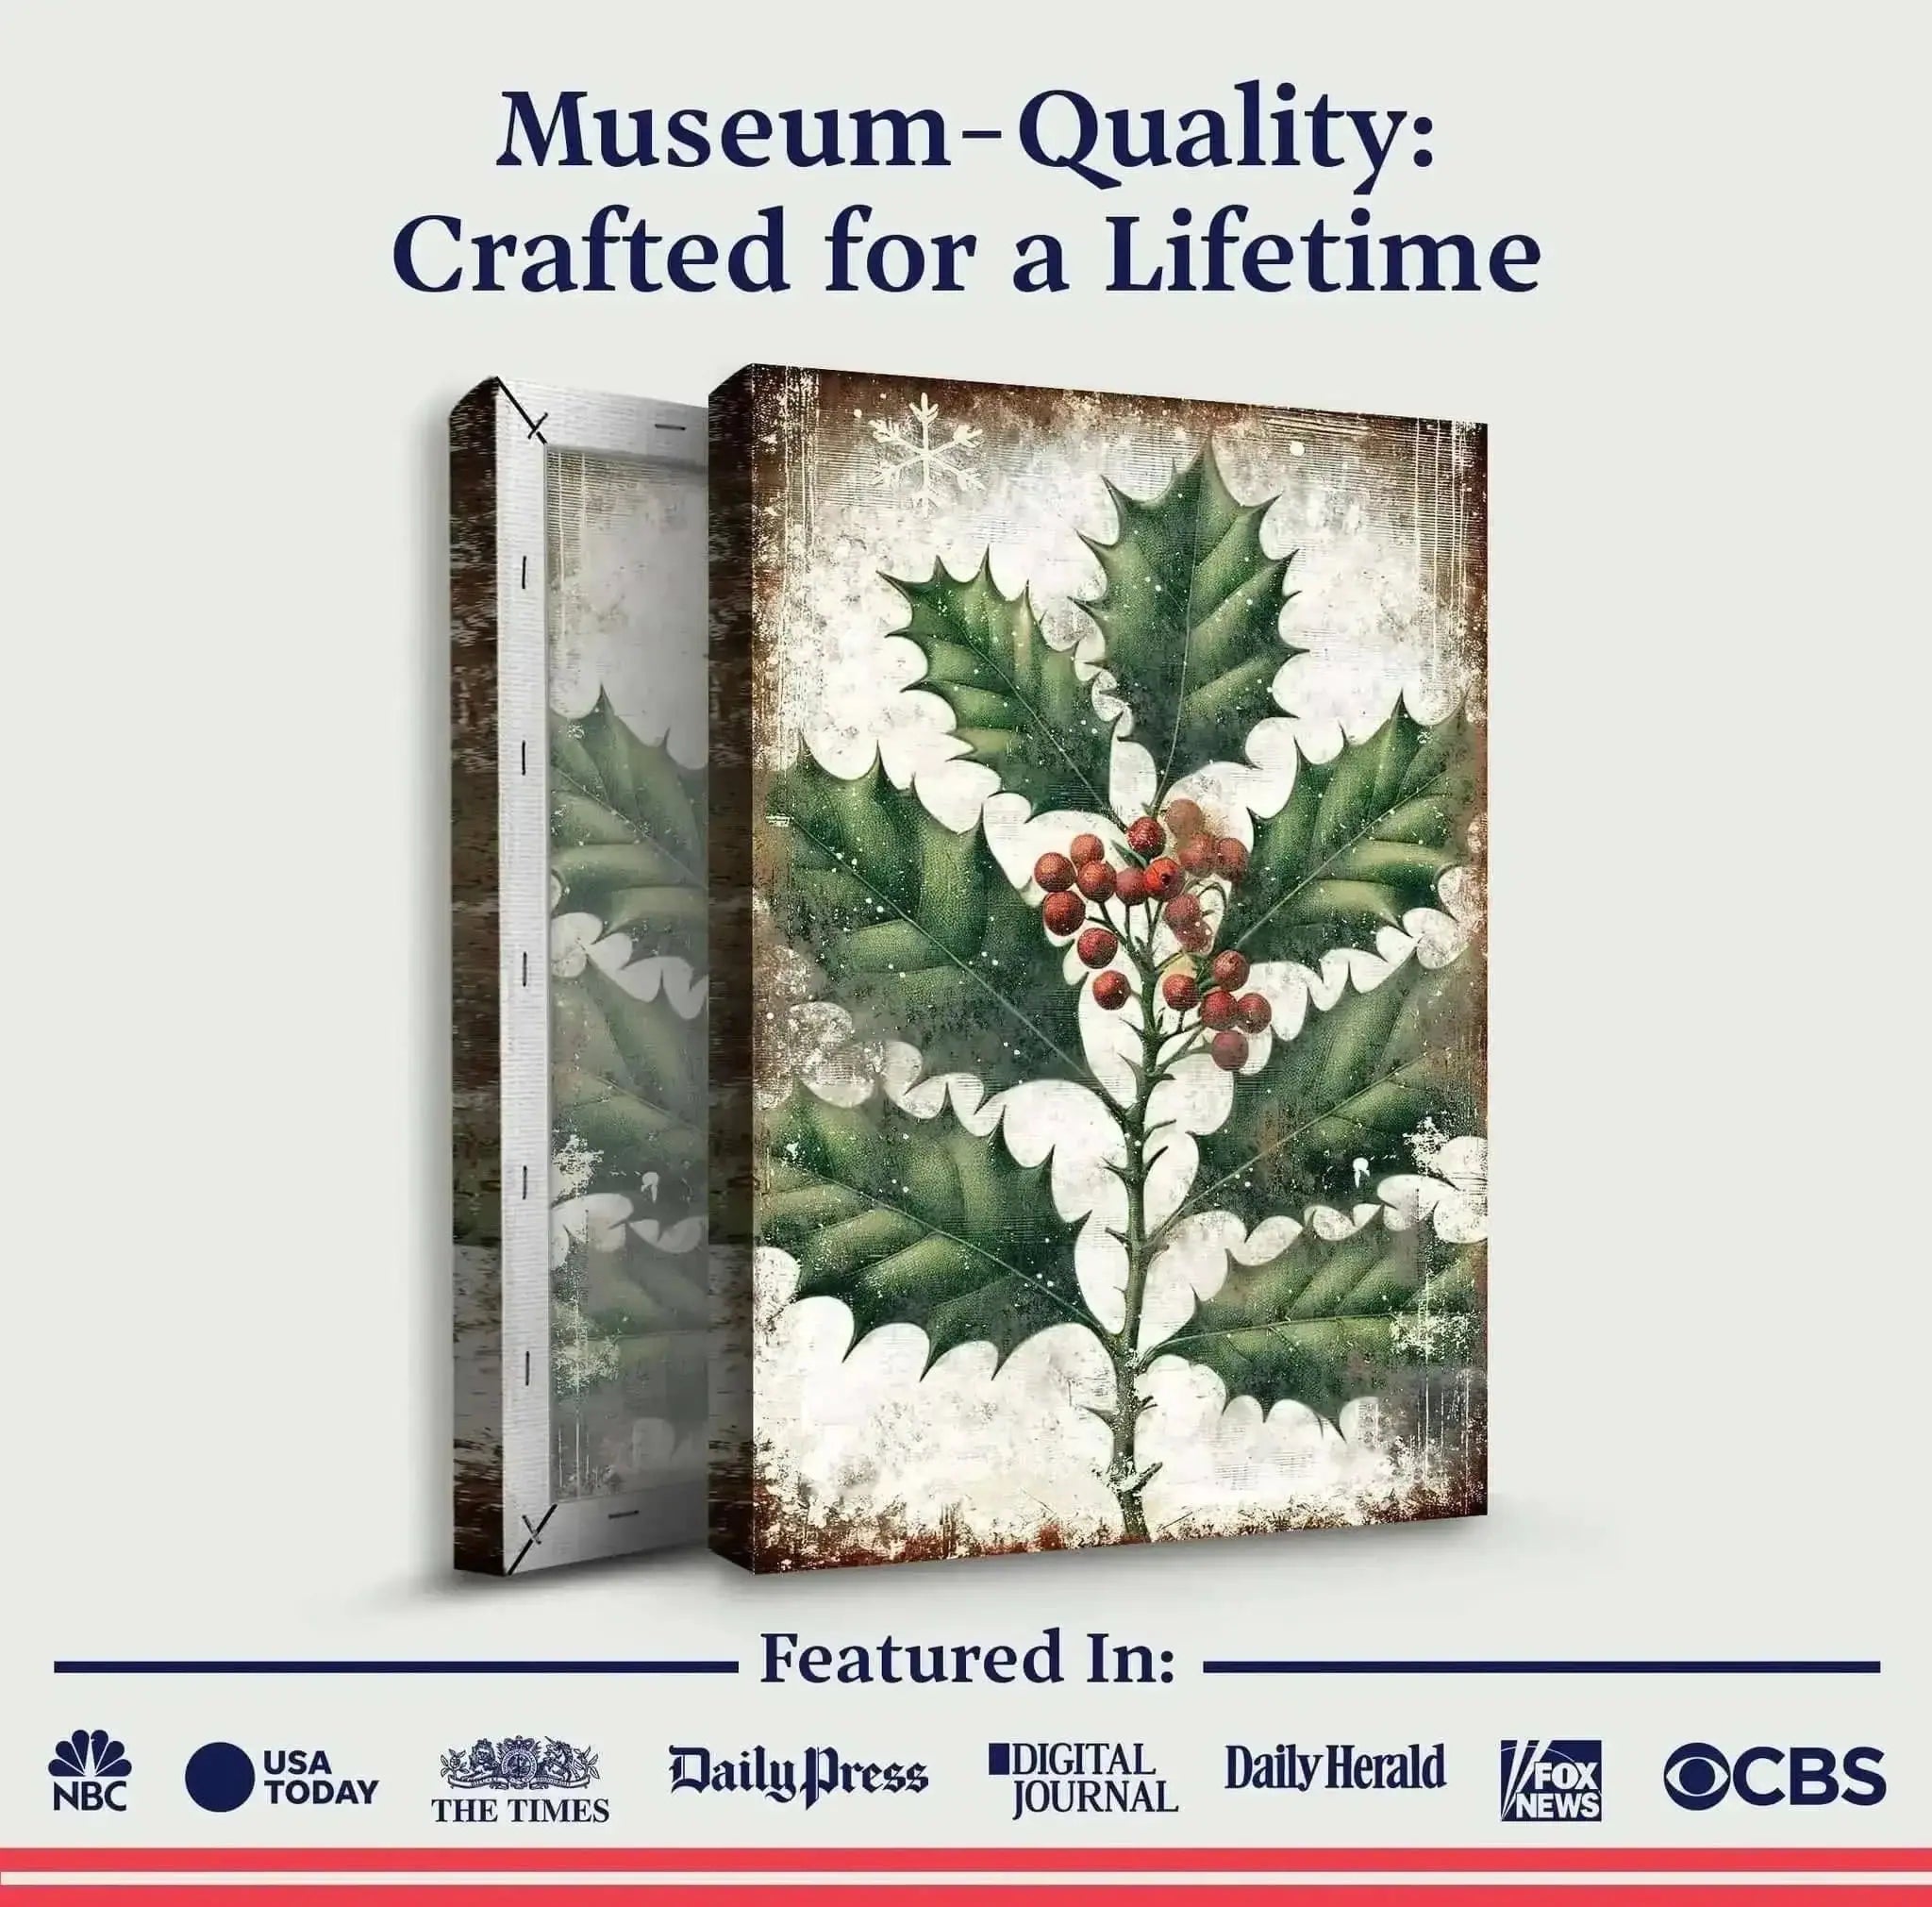 Museum-Quality:
Crafted for a Lifetime
Featured In:
NBC
USA
TODAY
THE TIMES
Daily Press
DIGITAL
JOURNAL
Daily Herald
FOX
NEWS
CBS